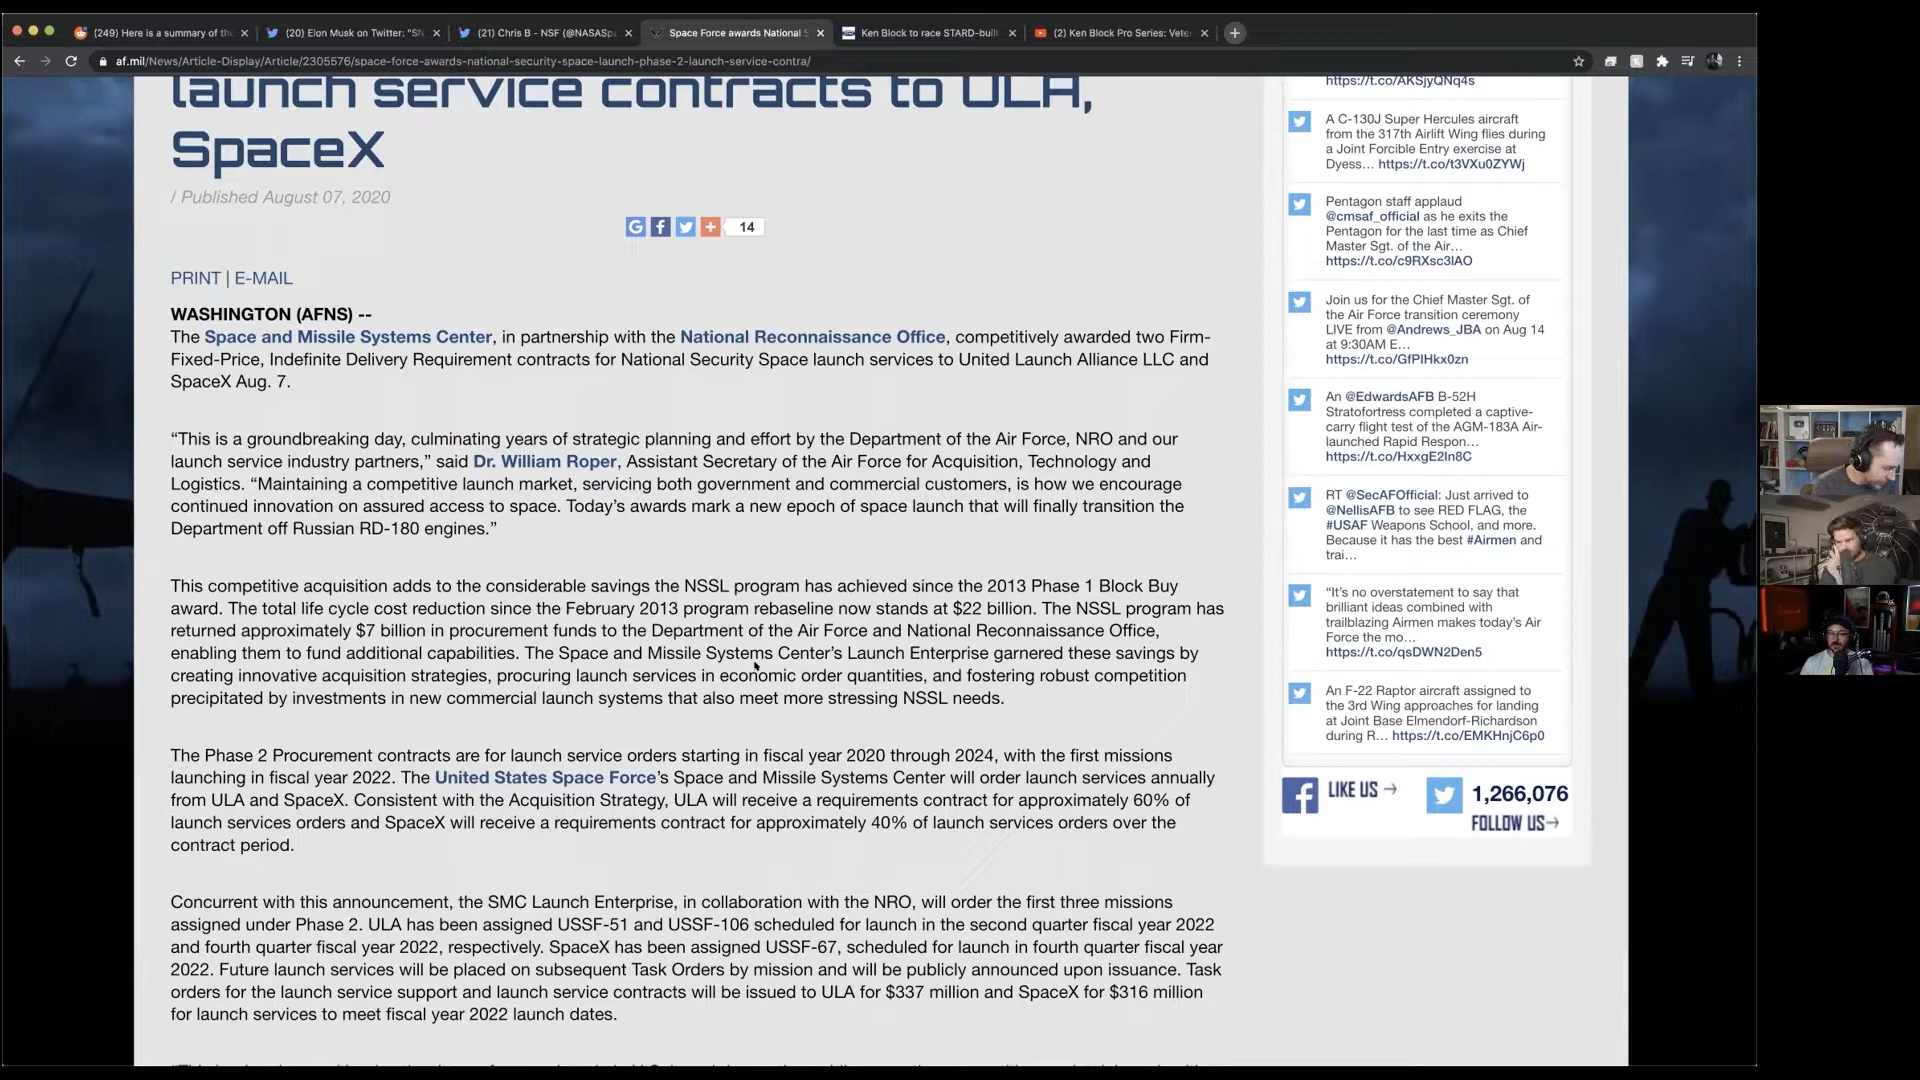 (249) Here is a summary of the
(20) Elon Musk on Twitter: "SN
(21) Chris B - NSF (@NASASp
Space Force awards National S
Ken Block to race STARD-buil
(2) Ken Block Pro Series: Vete
af.mil/News/Article-Display/Article/2305576/space-force-awards-national-security-space-launch-phase-2-launch-service-contra/
launch service contracts to ULA,
SpaceX
/ Published August 07, 2020
14
PRINT | E-MAIL
WASHINGTON (AFNS) --
The Space and Missile Systems Center, in partnership with the National Reconnaissance Office, competitively awarded two Firm-
Fixed-Price, Indefinite Delivery Requirement contracts for National Security Space launch services to United Launch Alliance LLC and
SpaceX Aug. 7.
“This is a groundbreaking day, culminating years of strategic planning and effort by the Department of the Air Force, NRO and our
launch service industry partners,” said Dr. William Roper, Assistant Secretary of the Air Force for Acquisition, Technology and
Logistics. “Maintaining a competitive launch market, servicing both government and commercial customers, is how we encourage
continued innovation on assured access to space. Today’s awards mark a new epoch of space launch that will finally transition the
Department off Russian RD-180 engines.”
This competitive acquisition adds to the considerable savings the NSSL program has achieved since the 2013 Phase 1 Block Buy
award. The total life cycle cost reduction since the February 2013 program rebaseline now stands at $22 billion. The NSSL program has
returned approximately $7 billion in procurement funds to the Department of the Air Force and National Reconnaissance Office,
enabling them to fund additional capabilities. The Space and Missile Systems Center’s Launch Enterprise garnered these savings by
creating innovative acquisition strategies, procuring launch services in economic order quantities, and fostering robust competition
precipitated by investments in new commercial launch systems that also meet more stressing NSSL needs.
The Phase 2 Procurement contracts are for launch service orders starting in fiscal year 2020 through 2024, with the first missions
launching in fiscal year 2022. The United States Space Force’s Space and Missile Systems Center will order launch services annually
from ULA and SpaceX. Consistent with the Acquisition Strategy, ULA will receive a requirements contract for approximately 60% of
launch services orders and SpaceX will receive a requirements contract for approximately 40% of launch services orders over the
contract period.
Concurrent with this announcement, the SMC Launch Enterprise, in collaboration with the NRO, will order the first three missions
assigned under Phase 2. ULA has been assigned USSF-51 and USSF-106 scheduled for launch in the second quarter fiscal year 2022
and fourth quarter fiscal year 2022, respectively. SpaceX has been assigned USSF-67, scheduled for launch in fourth quarter fiscal year
2022. Future launch services will be placed on subsequent Task Orders by mission and will be publicly announced upon issuance. Task
orders for the launch service support and launch service contracts will be issued to ULA for $337 million and SpaceX for $316 million
for launch services to meet fiscal year 2022 launch dates.
https://t.co/AKSjyQNq4s
A C-130J Super Hercules aircraft
from the 317th Airlift Wing flies during
a Joint Forcible Entry exercise at
Dyess… https://t.co/t3VXu0ZYWj
Pentagon staff applaud
@cmsaf_official as he exits the
Pentagon for the last time as Chief
Master Sgt. of the Air…
https://t.co/c9RXsc3lAO
Join us for the Chief Master Sgt. of
the Air Force transition ceremony
LIVE from @Andrews_JBA on Aug 14
at 9:30AM E…
https://t.co/GfPIHkx0zn
An @EdwardsAFB B-52H
Stratofortress completed a captive-
carry flight test of the AGM-183A Air-
launched Rapid Respon…
https://t.co/HxxgE2In8C
RT @SecAFOfficial: Just arrived to
@NellisAFB to see RED FLAG, the
#USAF Weapons School, and more.
Because it has the best #Airmen and
trai…
“It’s no overstatement to say that
brilliant ideas combined with
trailblazing Airmen makes today’s Air
Force the mo…
https://t.co/qsDWN2Den5
An F-22 Raptor aircraft assigned to
the 3rd Wing approaches for landing
at Joint Base Elmendorf-Richardson
during R… https://t.co/EMKHnjC6p0
LIKE US →
1,266,076
FOLLOW US→